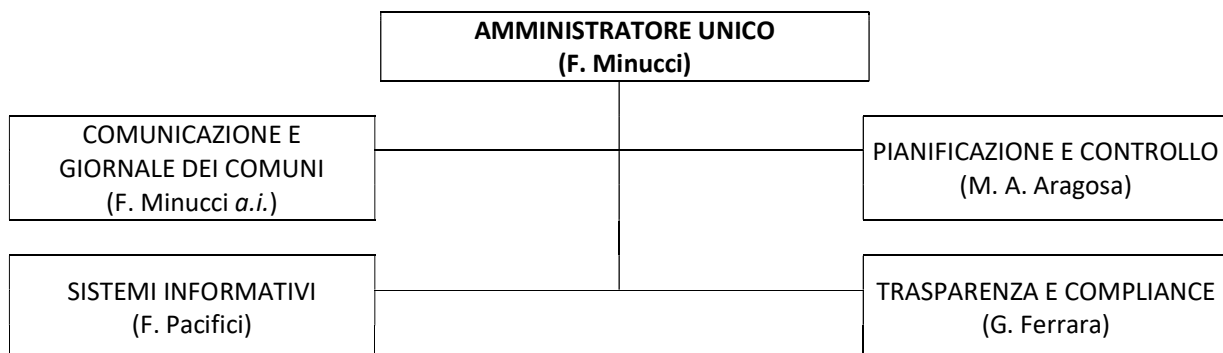 AMMINISTRATORE UNICO
(F. Minucci)
COMUNICAZIONE E
GIORNALE DEI COMUNI
(F. Minucci a.i.)
PIANIFICAZIONE E CONTROLLO
(M. A. Aragosa)
SISTEMI INFORMATIVI
(F. Pacifici)
TRASPARENZA E COMPLIANCE
(G. Ferrara)